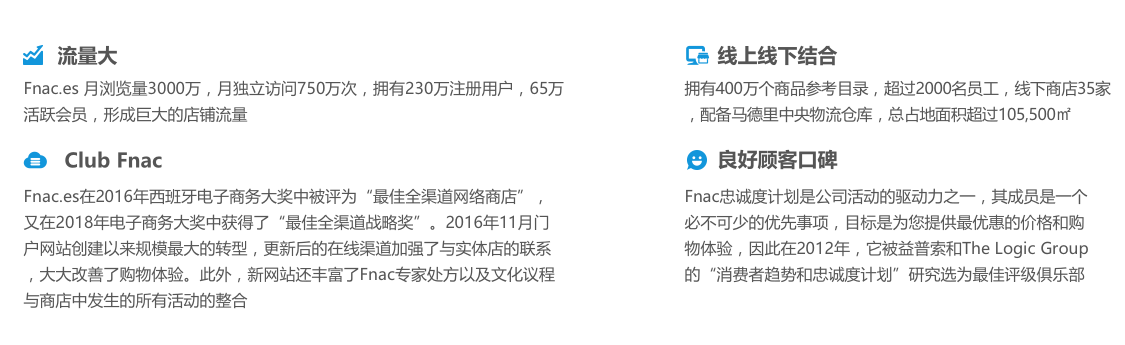 流量大
Fnac.es 月浏览量3000万，月独立访问750万次，拥有230万注册用户，65万
活跃会员，形成巨大的店铺流量
Club Fnac
Fnac.es在2016年西班牙电子商务大奖中被评为“最佳全渠道网络商店”，
又在2018年电子商务大奖中获得了“最佳全渠道战略奖”。2016年11月门
户网站创建以来规模最大的转型，更新后的在线渠道加强了与实体店的联系
，大大改善了购物体验。此外，新网站还丰富了Fnac专家处方以及文化议程
与商店中发生的所有活动的整合
线上线下结合
拥有400万个商品参考目录，超过2000名员工，线下商店35家
，配备马德里中央物流仓库，总占地面积超过105,500㎡
良好顾客口碑
Fnac忠诚度计划是公司活动的驱动力之一，其成员是一个
必不可少的优先事项，目标是为您提供最优惠的价格和购
物体验，因此在2012年，它被益普索和The Logic Group
的“消费者趋势和忠诚度计划”研究选为最佳评级俱乐部